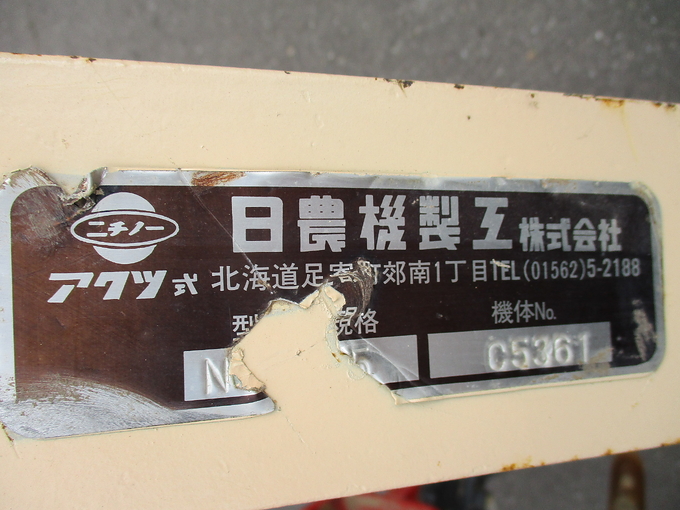 ニチノー
日農機製工株式会社
アクツ式
北海道足寄町郊南1丁目TEL(01562)5-2188
型 規格 機体No.
N C5361